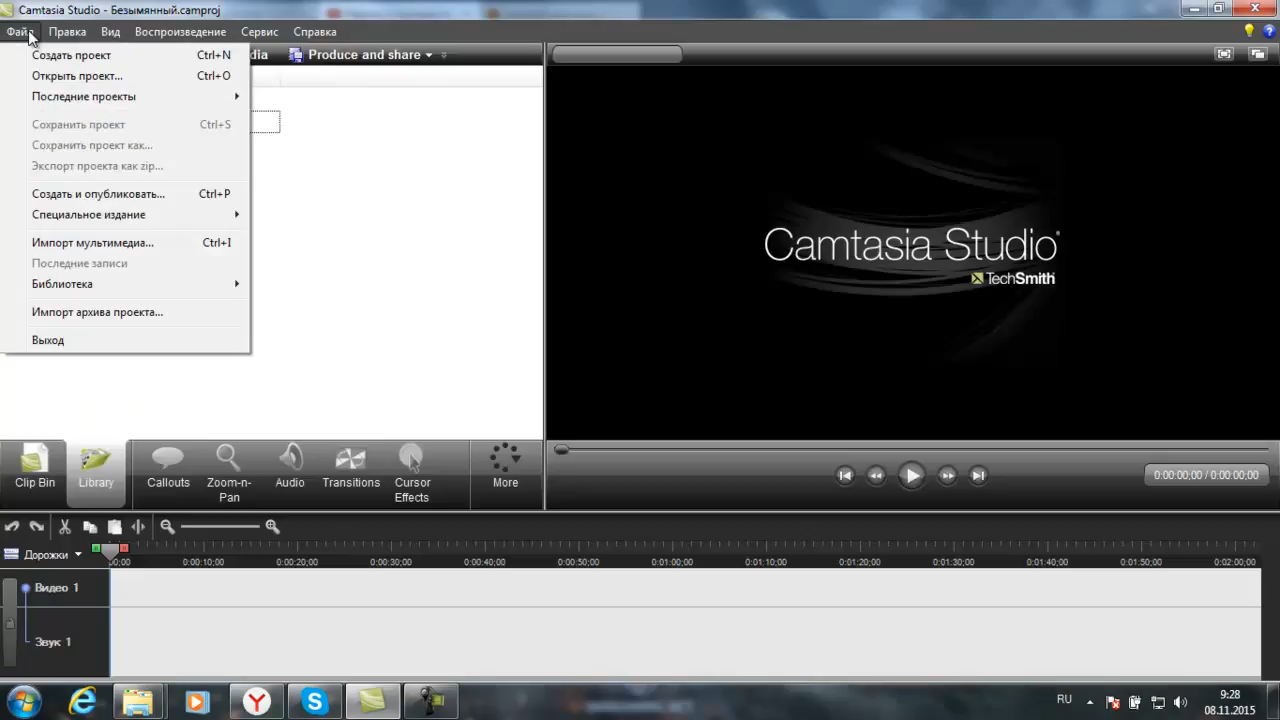 Camtasia Studio - Безымянный.camproj
Файл Правка Вид Воспроизведение Сервис Справка
Создать проект Ctrl+N
Открыть проект... Ctrl+O
Последние проекты
Сохранить проект Ctrl+S
Сохранить проект как...
Экспорт проекта как zip...
Создать и опубликовать... Ctrl+P
Специальное издание
Импорт мультимедиа... Ctrl+I
Последние записи
Библиотека
Импорт архива проекта...
Выход
dia Produce and share
Camtasia Studio
TechSmith
Clip Bin
Library
Callouts
Zoom-n-
Pan
Audio
Transitions
Cursor
Effects
More
0:00:00;00 / 0:00:00;00
Дорожки
00;00 0:00:10;00 0:00:20;00 0:00:30;00 0:00:40;00 0:00:50;00 0:01:00;00 0:01:10;00 0:01:20;00 0:01:30;00 0:01:40;00 0:01:50;00 0:02:00;00
Видео 1
Звук 1
RU
9:28
08.11.2015